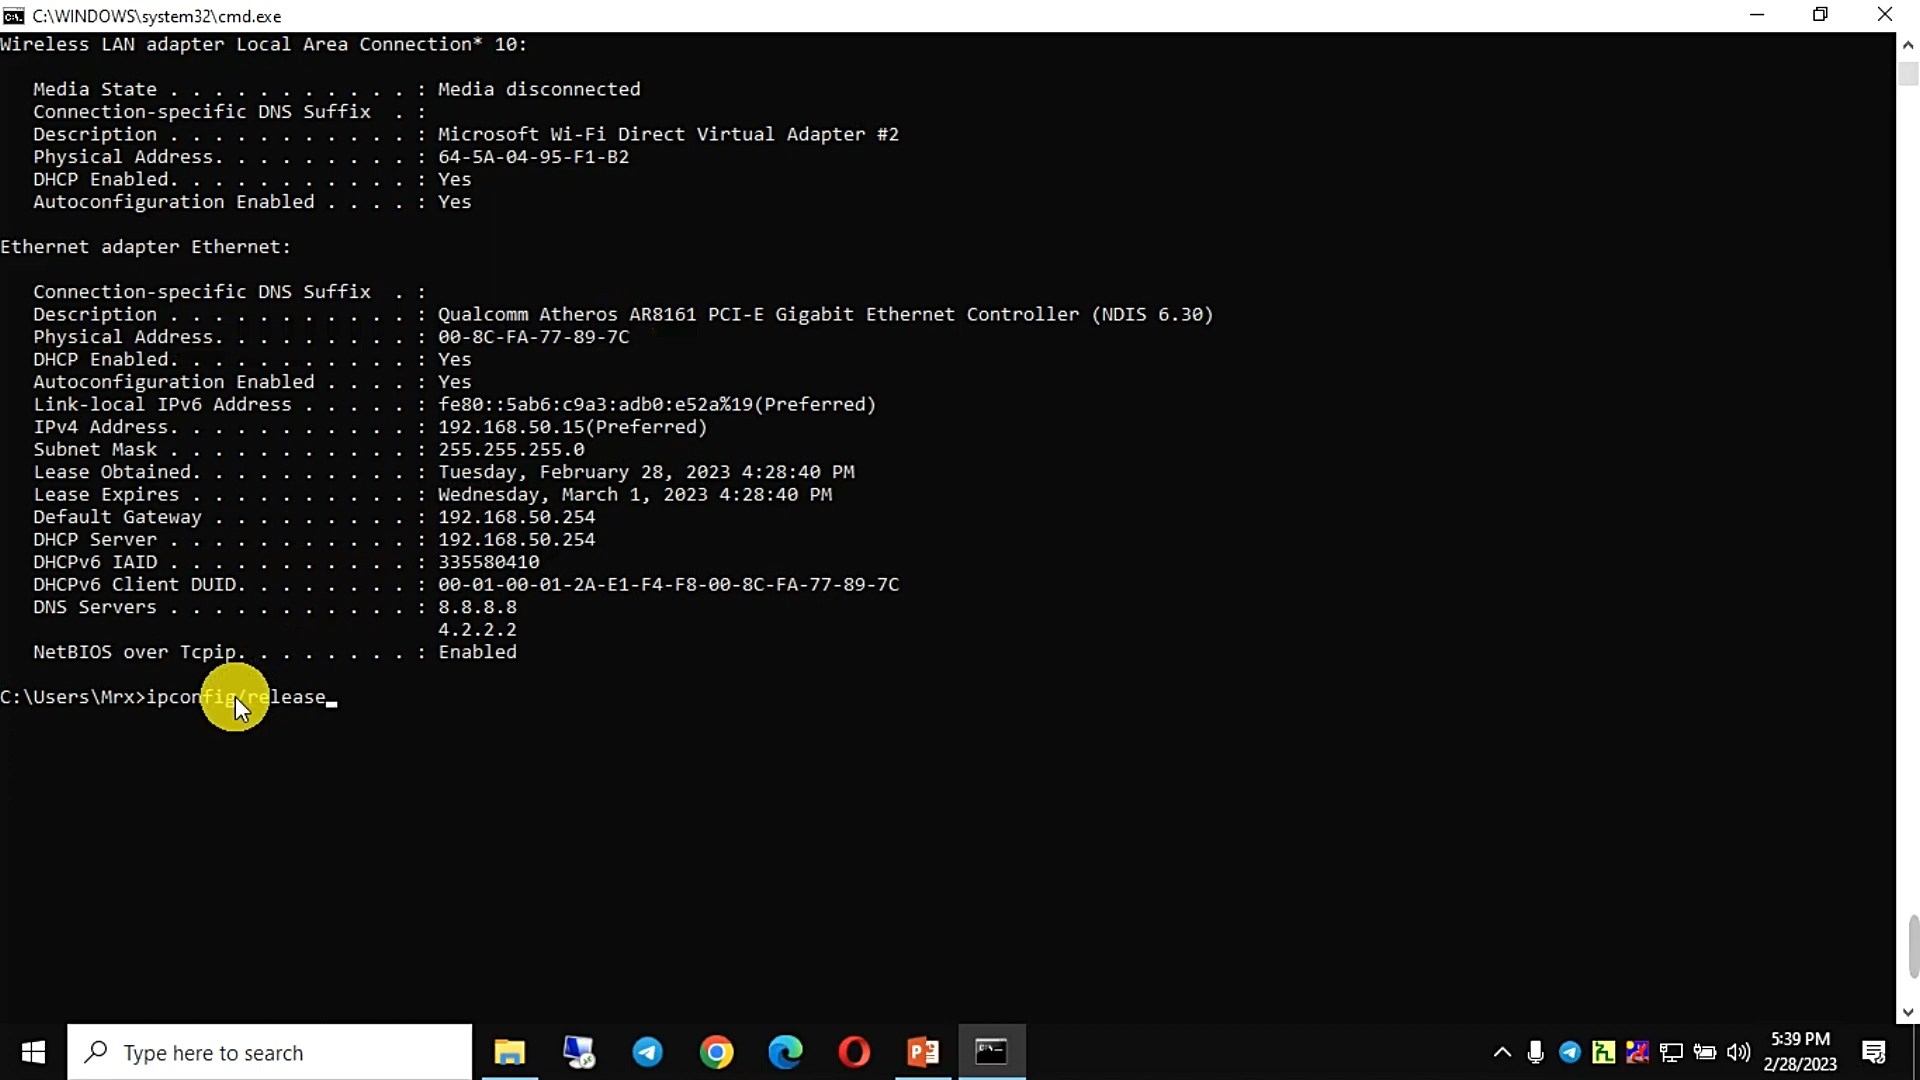 C:\WINDOWS\system32\cmd.exe
Wireless LAN adapter Local Area Connection* 10:
Media State . . . . . . . . . . . : Media disconnected
Connection-specific DNS Suffix  . :
Description . . . . . . . . . . . : Microsoft Wi-Fi Direct Virtual Adapter #2
Physical Address. . . . . . . . . : 64-5A-04-95-F1-B2
DHCP Enabled. . . . . . . . . . . : Yes
Autoconfiguration Enabled . . . . : Yes
Ethernet adapter Ethernet:
Connection-specific DNS Suffix  . :
Description . . . . . . . . . . . : Qualcomm Atheros AR8161 PCI-E Gigabit Ethernet Controller (NDIS 6.30)
Physical Address. . . . . . . . . : 00-8C-FA-77-89-7C
DHCP Enabled. . . . . . . . . . . : Yes
Autoconfiguration Enabled . . . . : Yes
Link-local IPv6 Address . . . . . : fe80::5ab6:c9a3:adb0:e52a%19(Preferred)
IPv4 Address. . . . . . . . . . . : 192.168.50.15(Preferred)
Subnet Mask . . . . . . . . . . . : 255.255.255.0
Lease Obtained. . . . . . . . . . : Tuesday, February 28, 2023 4:28:40 PM
Lease Expires . . . . . . . . . . : Wednesday, March 1, 2023 4:28:40 PM
Default Gateway . . . . . . . . . : 192.168.50.254
DHCP Server . . . . . . . . . . . : 192.168.50.254
DHCPv6 IAID . . . . . . . . . . . : 335580410
DHCPv6 Client DUID. . . . . . . . : 00-01-00-01-2A-E1-F4-F8-00-8C-FA-77-89-7C
DNS Servers . . . . . . . . . . . : 8.8.8.8
4.2.2.2
NetBIOS over Tcpip. . . . . . . . : Enabled
C:\Users\Mrx>ipconfig/release_
Type here to search
5:39 PM
2/28/2023